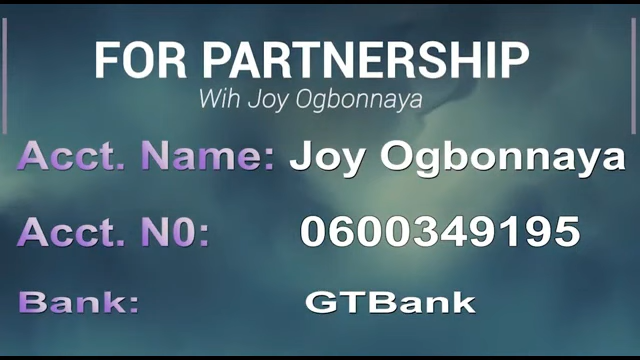 FOR PARTNERSHIP
Wih Joy Ogbonnaya
Acct. Name: Joy Ogbonnaya
Acct. N0: 0600349195
Bank: GTBank